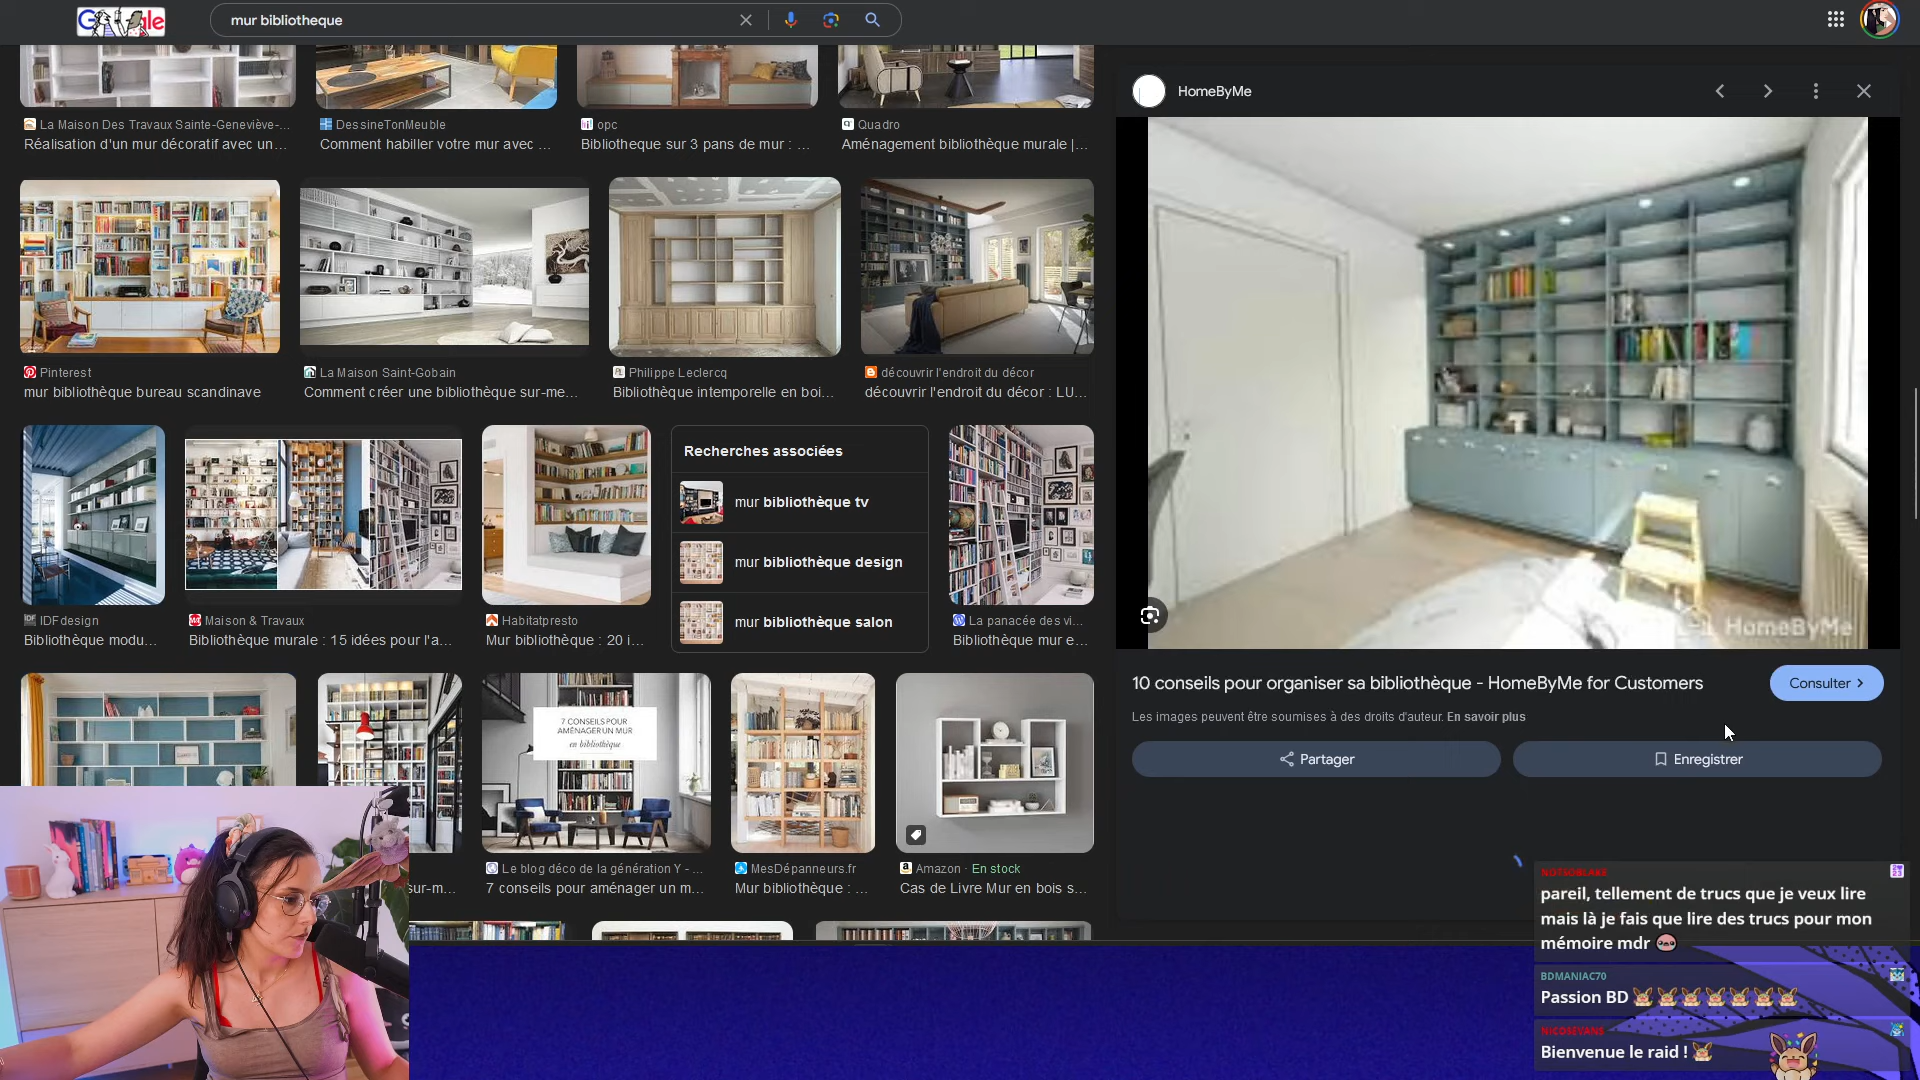 mur bibliotheque
La Maison Des Travaux Sainte-Geneviève-...
Réalisation d'un mur décoratif avec un...
DessineTonMeuble
Comment habiller votre mur avec ...
opc
Bibliotheque sur 3 pans de mur : ...
Quadro
Aménagement bibliothèque murale |...
HomeByMe
Pinterest
mur bibliothèque bureau scandinave
La Maison Saint-Gobain
Comment créer une bibliothèque sur-me...
Philippe Leclercq
Bibliothèque intemporelle en boi...
découvrir l'endroit du décor
découvrir l'endroit du décor : LU...
IDFdesign
Bibliothèque modu...
Maison & Travaux
Bibliothèque murale : 15 idées pour l'a...
Habitatpresto
Mur bibliothèque : 20 i...
Recherches associées
mur bibliothèque tv
mur bibliothèque design
mur bibliothèque salon
La panacée des vi...
Bibliothèque mur e...
HomeByMe
10 conseils pour organiser sa bibliothèque - HomeByMe for Customers
Consulter
Les images peuvent être soumises à des droits d'auteur. En savoir plus
Partager
Enregistrer
7 CONSEILS POUR
AMÉNAGER UN MUR
en bibliothèque
sur-m...
Le blog déco de la génération Y - ...
7 conseils pour aménager un m...
MesDépanneurs.fr
Mur bibliothèque : ...
Amazon · En stock
Cas de Livre Mur en bois s...
NOTSOBLAKE
pareil, tellement de trucs que je veux lire
mais là je fais que lire des trucs pour mon
mémoire mdr
BDMANIAC70
Passion BD
NICOSEVANS
Bienvenue le raid !